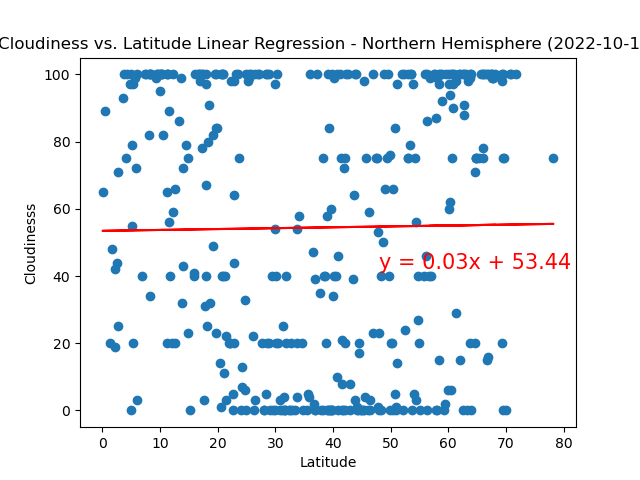 Cloudiness vs. Latitude Linear Regression - Northern Hemisphere (2022-10-1
100
80
60
40
20
0
Cloudinesss
y = 0.03x + 53.44
0 10 20 30 40 50 60 70 80
Latitude